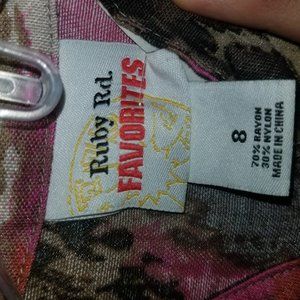 Ruby Rd.
FAVORITES
8
70% RAYON
30% NYLON
MADE IN CHINA